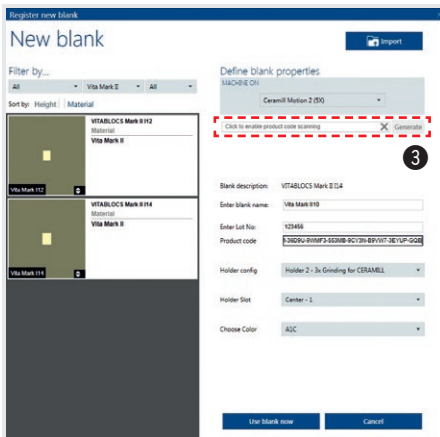 Register new blank
New blank
Import
Filter by...
All Vita Mark II All
Sort by: Height Material
VITABLOCS Mark II I12
Material
Vita Mark II
Vita Mark I12
VITABLOCS Mark II I14
Material
Vita Mark II
Vita Mark I14
Define blank properties
MACHINE ON
Ceramill Motion 2 (5X)
Click to enable product code scanning Generate
3
Blank description: VITABLOCS Mark II I14
Enter blank name: Vita Mark II10
Enter Lot No: 123456
Product code
Holder config Holder 2 - 3x Grinding for CERAMILL
Holder Slot Center - 1
Choose Color A1C
Use blank now Cancel